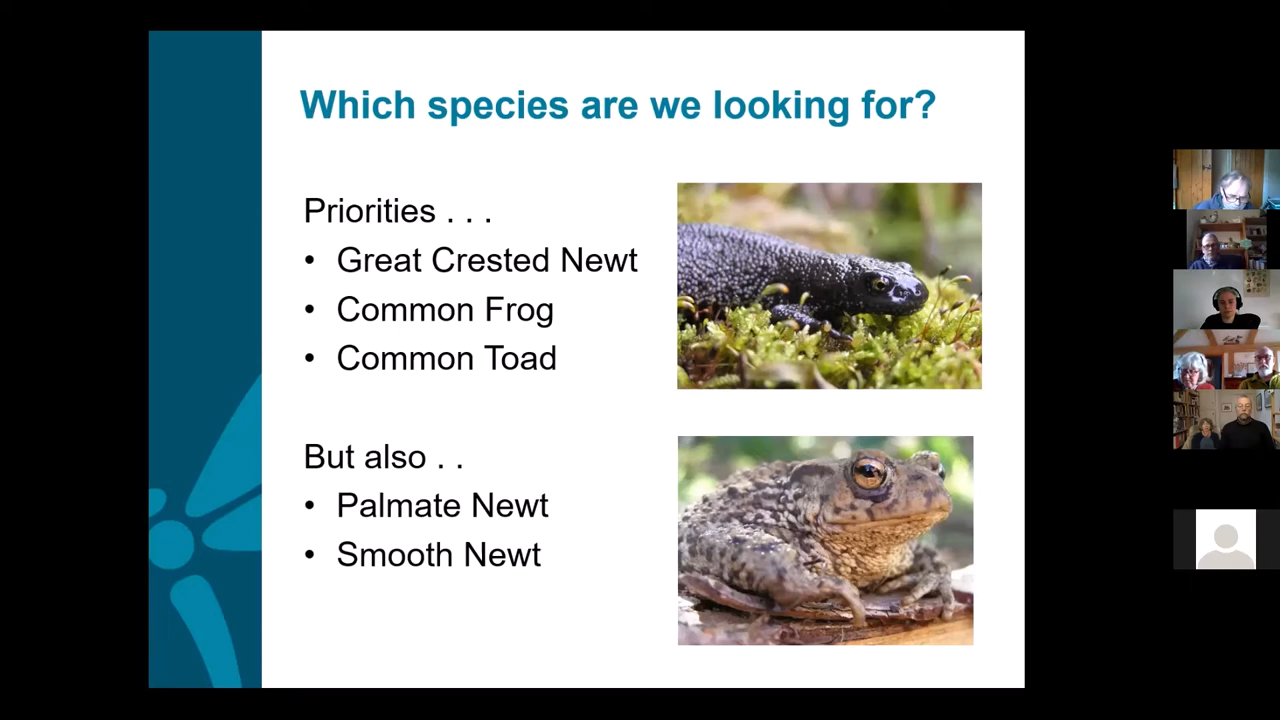 Which species are we looking for?
Priorities . . .
• Great Crested Newt
• Common Frog
• Common Toad
But also . .
• Palmate Newt
• Smooth Newt